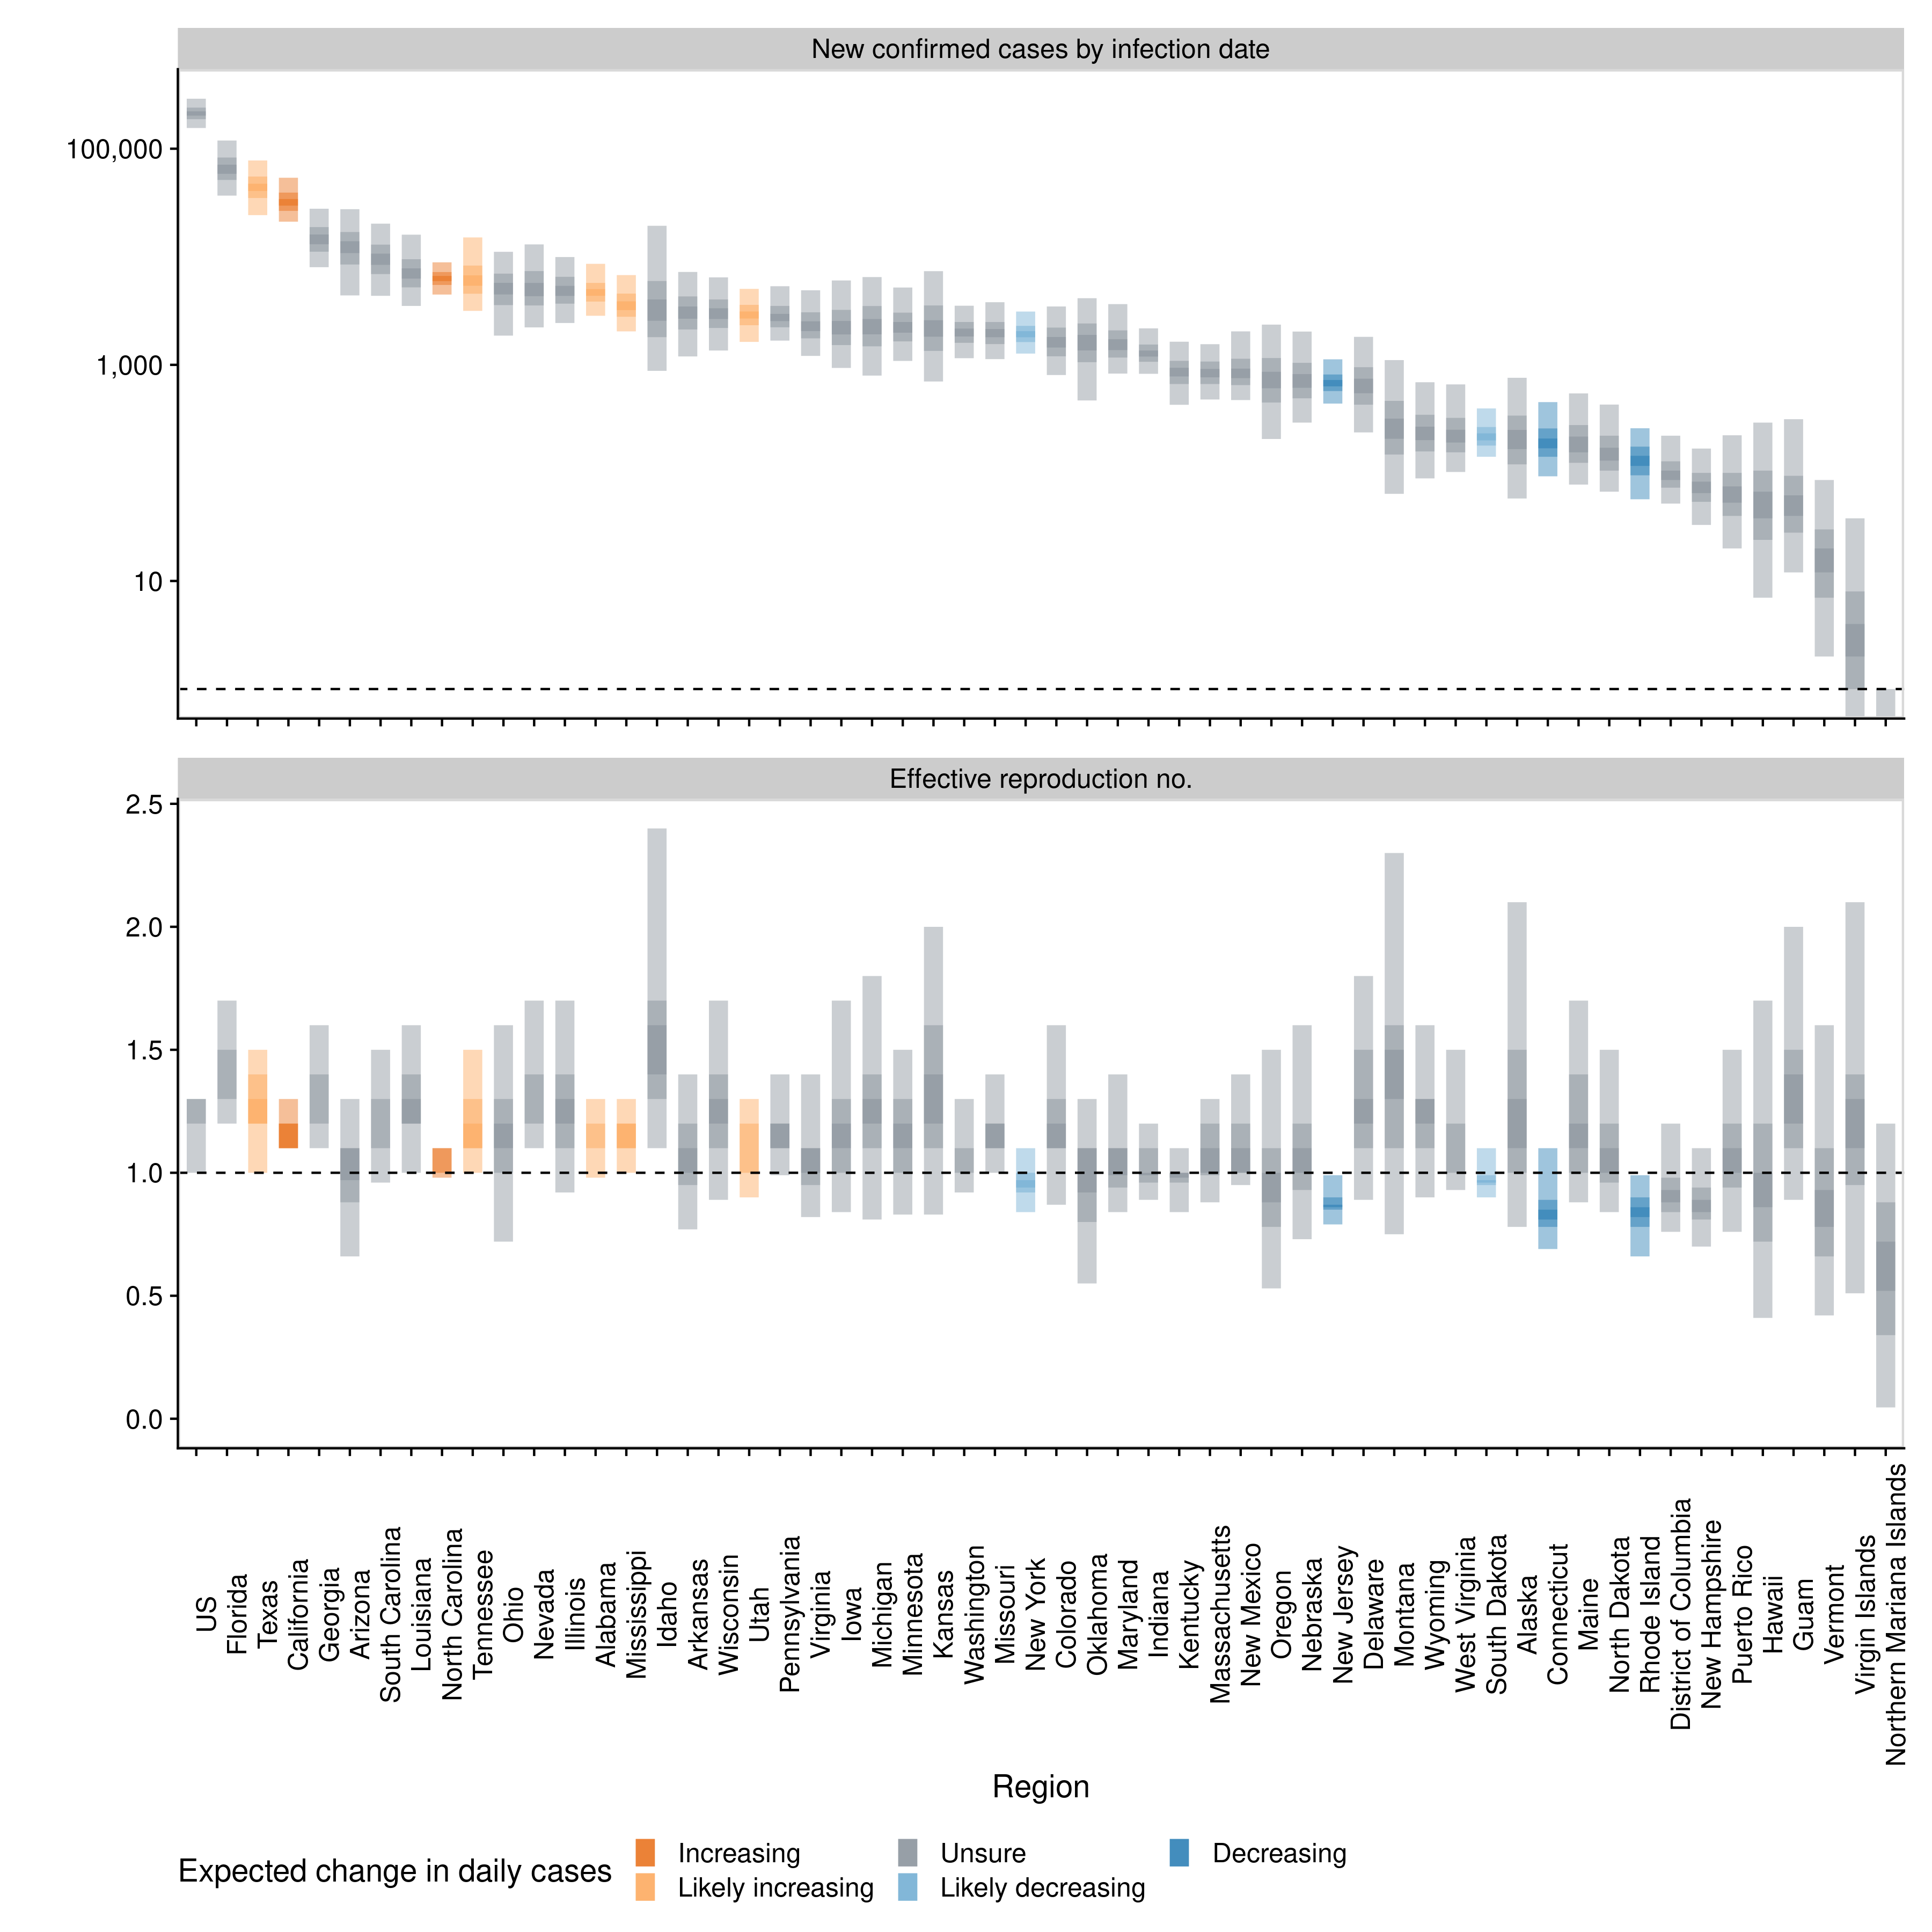 New confirmed cases by infection date
100,000
1,000
10
Effective reproduction no.
2.5
2.0
1.5
1.0
0.5
0.0
US
Florida
Texas
California
Georgia
Arizona
South Carolina
Louisiana
North Carolina
Tennessee
Ohio
Nevada
Illinois
Alabama
Mississippi
Idaho
Arkansas
Wisconsin
Utah
Pennsylvania
Virginia
Iowa
Michigan
Minnesota
Kansas
Washington
Missouri
New York
Colorado
Oklahoma
Maryland
Indiana
Kentucky
Massachusetts
New Mexico
Oregon
Nebraska
New Jersey
Delaware
Montana
Wyoming
West Virginia
South Dakota
Alaska
Connecticut
Maine
North Dakota
Rhode Island
District of Columbia
New Hampshire
Puerto Rico
Hawaii
Guam
Vermont
Virgin Islands
Northern Mariana Islands
Region
Expected change in daily cases
Increasing
Likely increasing
Unsure
Likely decreasing
Decreasing